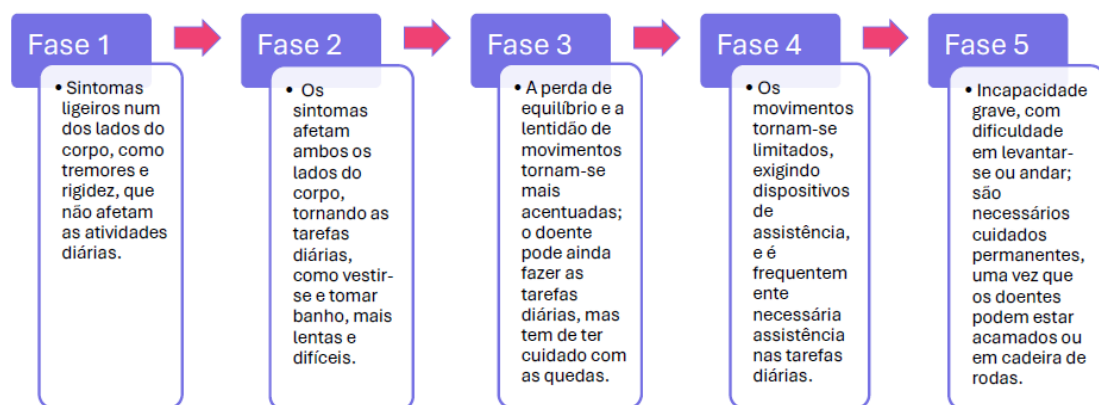 Fase 1
• Sintomas
ligeiros num
dos lados do
corpo, como
tremores e
rigidez, que
não afetam
as atividades
diárias.
Fase 2
• Os
sintomas
afetam
ambos os
lados do
corpo,
tornando as
tarefas
diárias,
como vestir-
se e tomar
banho, mais
lentas e
difíceis.
Fase 3
• A perda de
equilíbrio e a
lentidão de
movimentos
tornam-se
mais
acentuadas;
o doente
pode ainda
fazer as
tarefas
diárias, mas
tem de ter
cuidado com
as quedas.
Fase 4
• Os
movimentos
tornam-se
limitados,
exigindo
dispositivos
de
assistência,
e é
frequentem
ente
necessária
assistência
nas tarefas
diárias.
Fase 5
• Incapacidade
grave, com
dificuldade
em levantar-
se ou andar;
são
necessários
cuidados
permanentes,
uma vez que
os doentes
podem estar
acamados ou
em cadeira de
rodas.